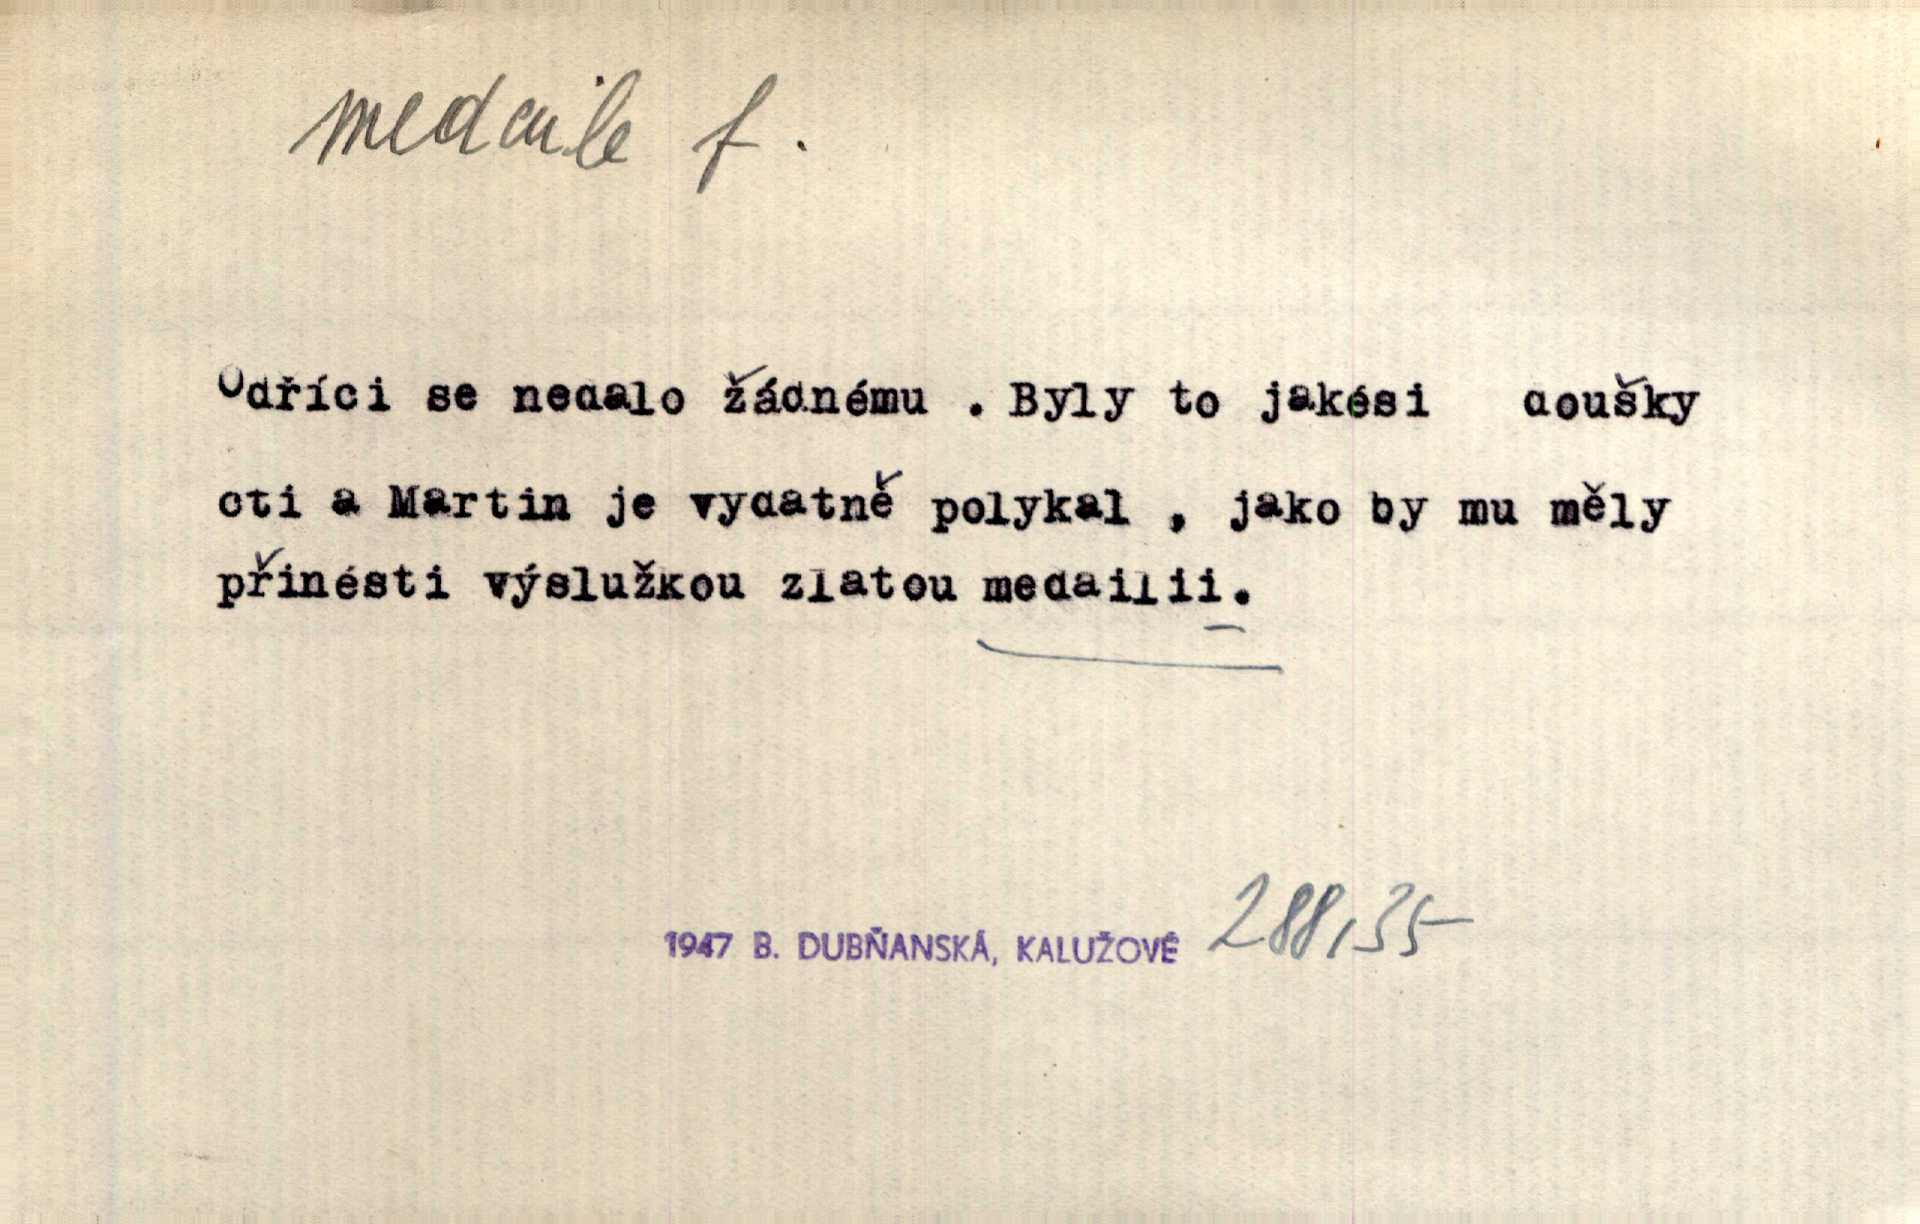 medaile f.
Odříci se nedalo žádnému . Byly to jakési doušky
cti a Martin je vydatně polykal , jako by mu měly
přinésti výslužkou zlatou medailii.
1947 B. DUBŇANSKÁ, KALUŽOVÉ 288,35